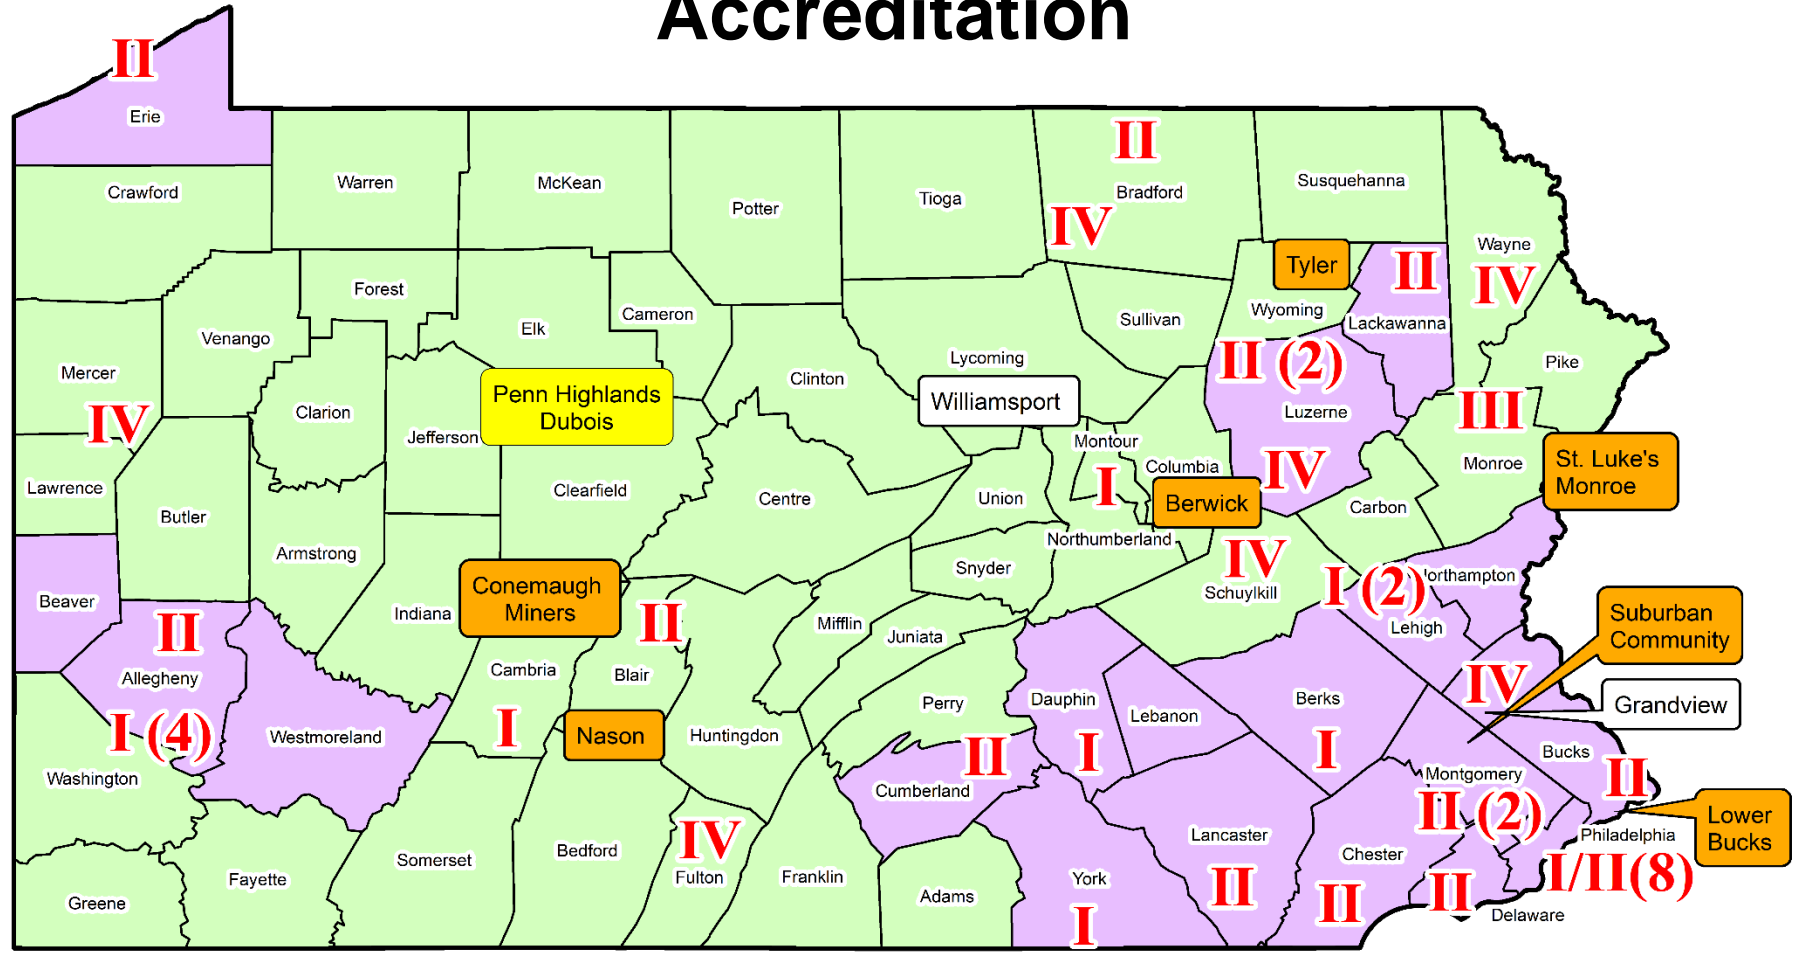 Accreditation
II
Erie
II
Crawford
Warren
McKean
Potter
Tioga
Bradford
Susquehanna
IV
Wayne
Tyler
II
IV
Forest
Venango
Elk
Cameron
Sullivan
Wyoming
Lackawanna
Mercer
Clinton
Lycoming
II (2)
Pike
IV
Clarion
Jefferson
Penn Highlands
Dubois
Williamsport
Luzerne
III
Montour
Columbia
IV
Monroe
St. Luke's
Monroe
Lawrence
Butler
Clearfield
Centre
Union
I
Berwick
Carbon
Armstrong
Northumberland
Snyder
IV
Schuylkill
I (2)
orthampton
Lehigh
Beaver
II
Indiana
Conemaugh
Miners
II
Mifflin
Juniata
Suburban
Community
Allegheny
Cambria
Blair
Perry
Dauphin
Lebanon
Berks
IV
Grandview
I (4)
Westmoreland
I
Nason
Huntingdon
II
I
I
Bucks
Washington
Cumberland
Montgomery
II
II (2)
Lower
Bucks
Somerset
Bedford
IV
Fulton
Franklin
Lancaster
Chester
Philadelphia
I/II(8)
Greene
Fayette
Adams
York
II
II
II
I
Delaware